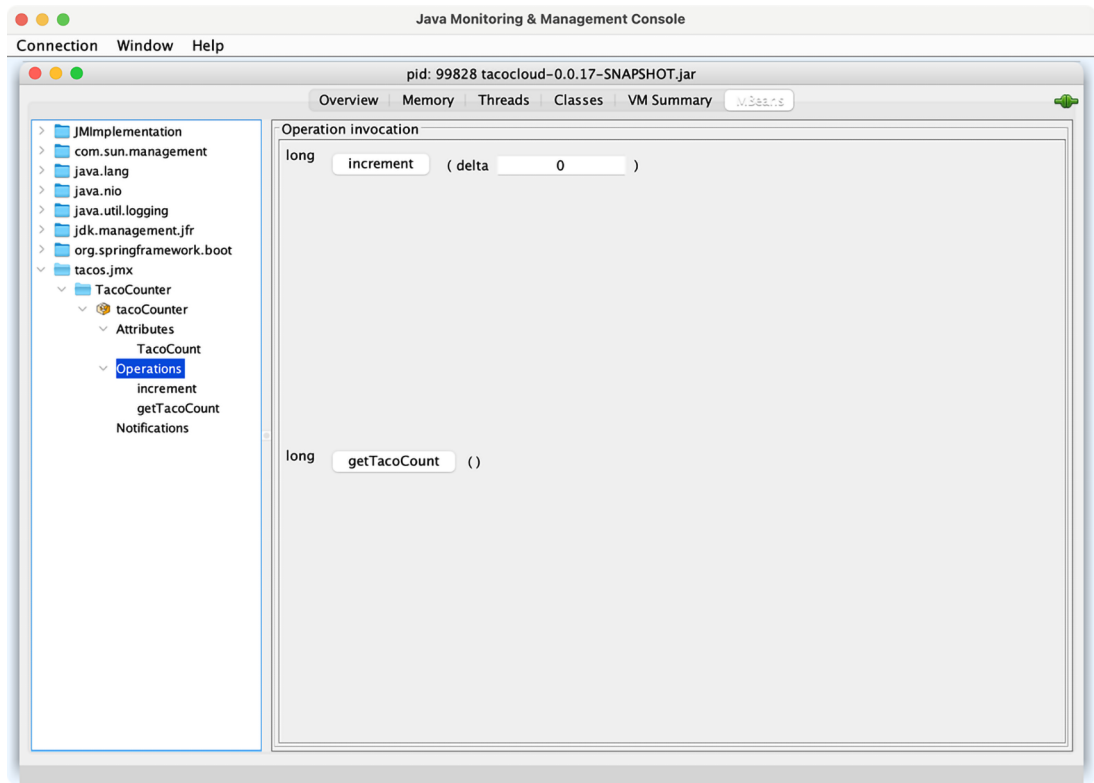 Java Monitoring & Management Console
Connection Window Help
pid: 99828 tacocloud-0.0.17-SNAPSHOT.jar
Overview Memory Threads Classes VM Summary MBeans
JMImplementation
com.sun.management
java.lang
java.nio
java.util.logging
jdk.management.jfr
org.springframework.boot
tacos.jmx
TacoCounter
tacoCounter
Attributes
TacoCount
Operations
increment
getTacoCount
Notifications
Operation invocation
long increment ( delta 0 )
long getTacoCount ()